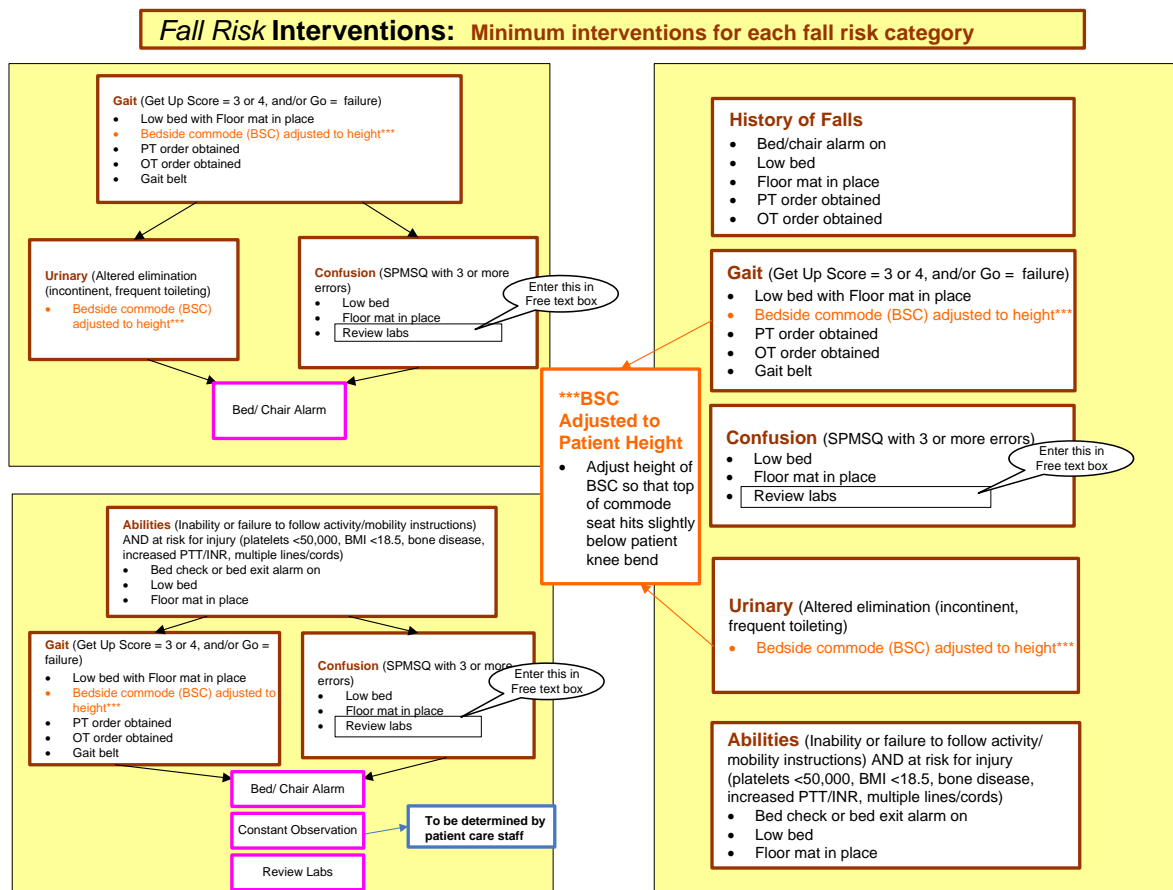 Fall Risk Interventions: Minimum interventions for each fall risk category
Gait (Get Up Score = 3 or 4, and/or Go = failure)
• Low bed with Floor mat in place
• Bedside commode (BSC) adjusted to height***
• PT order obtained
• OT order obtained
• Gait belt
Urinary (Altered elimination
(incontinent, frequent toileting)
• Bedside commode (BSC)
adjusted to height***
Confusion (SPMSQ with 3 or more
errors)
• Low bed
• Floor mat in place
• Review labs
Enter this in
Free text box
Bed/ Chair Alarm
Abilities (Inability or failure to follow activity/mobility instructions)
AND at risk for injury (platelets <50,000, BMI <18.5, bone disease,
increased PTT/INR, multiple lines/cords)
• Bed check or bed exit alarm on
• Low bed
• Floor mat in place
Gait (Get Up Score = 3 or 4, and/or Go =
failure)
• Low bed with Floor mat in place
• Bedside commode (BSC) adjusted to
height***
• PT order obtained
• OT order obtained
• Gait belt
Confusion (SPMSQ with 3 or more
errors)
• Low bed
• Floor mat in place
• Review labs
Enter this in
Free text box
Bed/ Chair Alarm
Constant Observation
To be determined by
patient care staff
Review Labs
***BSC
Adjusted to
Patient Height
• Adjust height of
BSC so that top
of commode
seat hits slightly
below patient
knee bend
History of Falls
• Bed/chair alarm on
• Low bed
• Floor mat in place
• PT order obtained
• OT order obtained
Gait (Get Up Score = 3 or 4, and/or Go = failure)
• Low bed with Floor mat in place
• Bedside commode (BSC) adjusted to height***
• PT order obtained
• OT order obtained
• Gait belt
Confusion (SPMSQ with 3 or more errors)
• Low bed
• Floor mat in place
• Review labs
Enter this in
Free text box
Urinary (Altered elimination (incontinent,
frequent toileting)
• Bedside commode (BSC) adjusted to height***
Abilities (Inability or failure to follow activity/
mobility instructions) AND at risk for injury
(platelets <50,000, BMI <18.5, bone disease,
increased PTT/INR, multiple lines/cords)
• Bed check or bed exit alarm on
• Low bed
• Floor mat in place